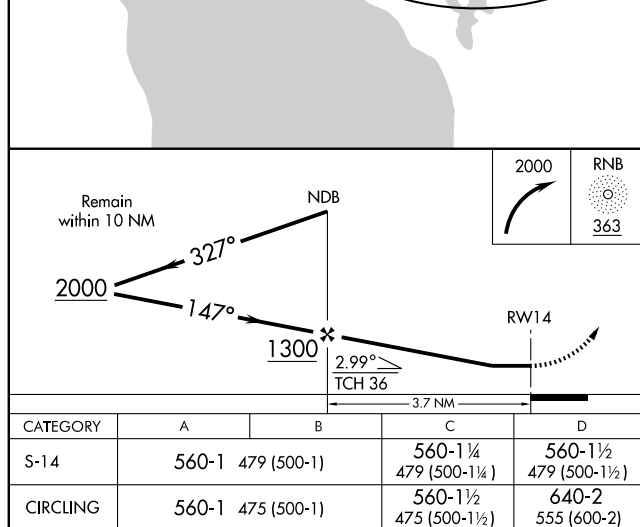 2000
RNB
363
Remain
within 10 NM
NDB
327°
2000
147°
1300
2.99°
TCH 36
RW14
3.7 NM
CATEGORY A B C D
S-14 560-1 479 (500-1) 560-1¼ 479 (500-1¼) 560-1½ 479 (500-1½)
CIRCLING 560-1 475 (500-1) 560-1½ 475 (500-1½) 640-2 555 (600-2)